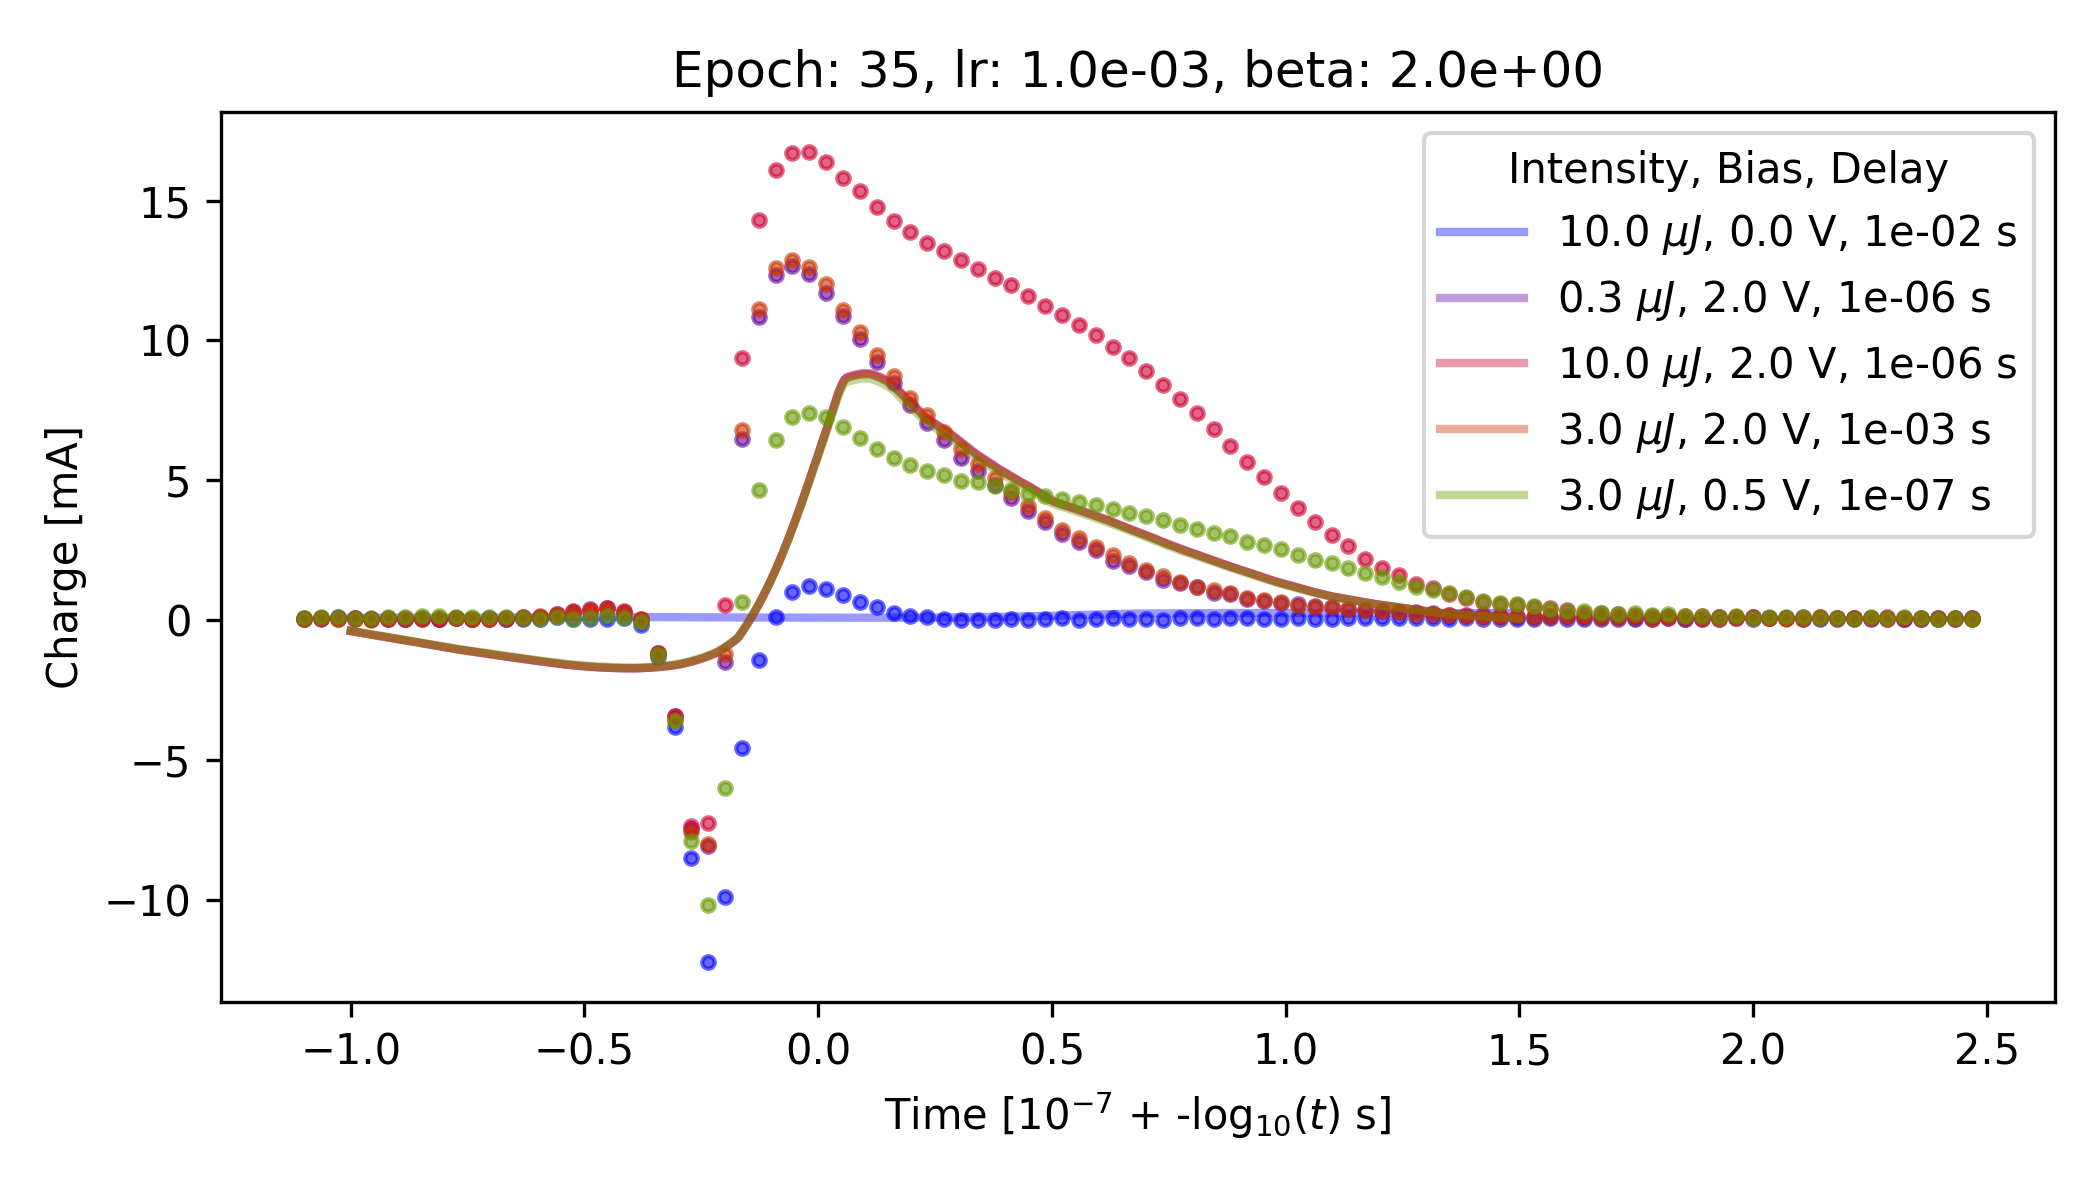 Epoch: 35, lr: 1.0e-03, beta: 2.0e+00
Intensity, Bias, Delay
10.0 μJ, 0.0 V, 1e-02 s
0.3 μJ, 2.0 V, 1e-06 s
10.0 μJ, 2.0 V, 1e-06 s
3.0 μJ, 2.0 V, 1e-03 s
3.0 μJ, 0.5 V, 1e-07 s
Charge [mA]
15
10
5
0
−5
−10
−1.0 −0.5 0.0 0.5 1.0 1.5 2.0 2.5
Time [10⁻⁷ + -log₁₀(t) s]